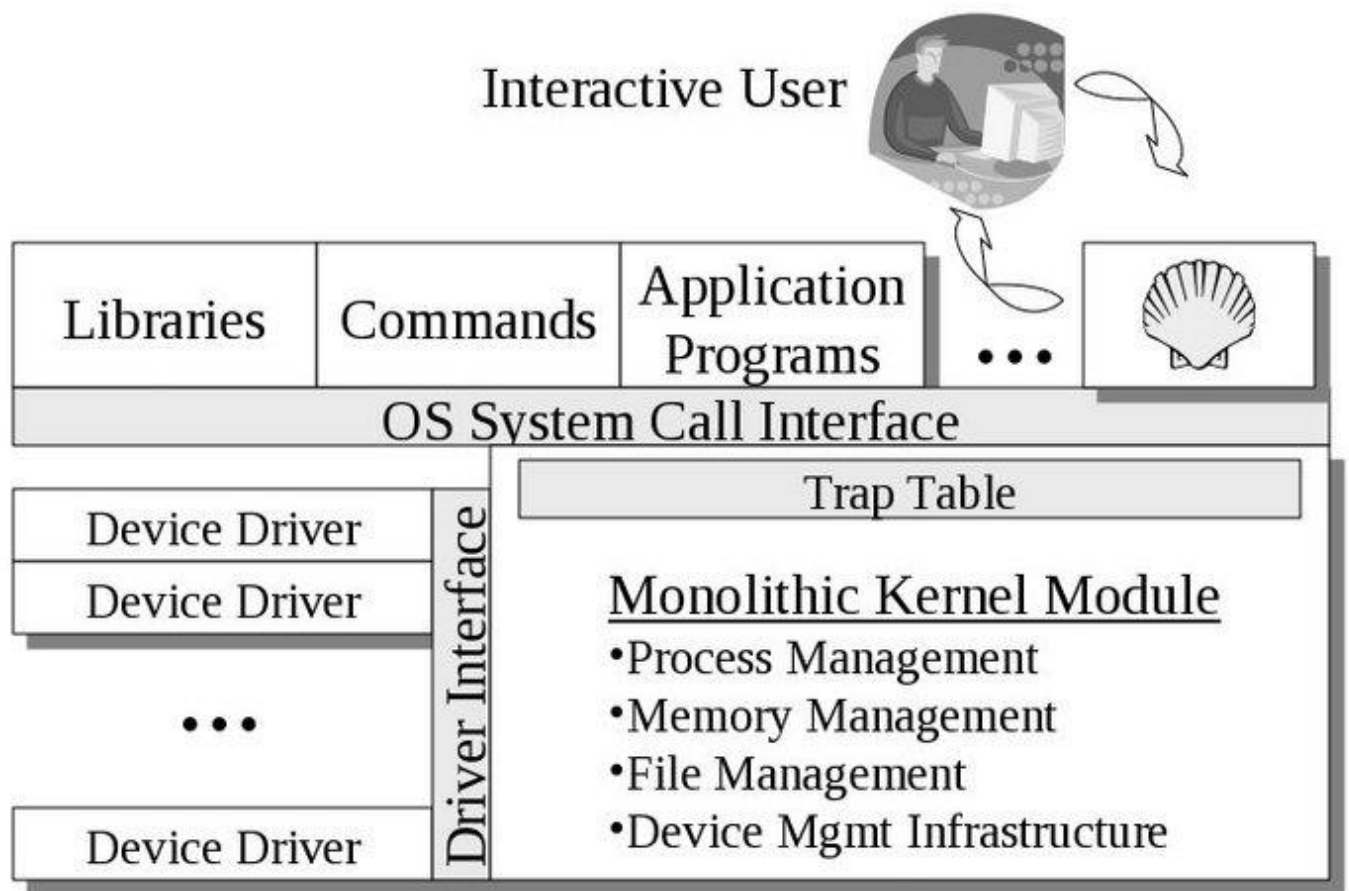 Interactive User
Libraries
Commands
Application
Programs
•••
OS System Call Interface
Trap Table
Device Driver
Device Driver
•••
Device Driver
Driver Interface
Monolithic Kernel Module
•Process Management
•Memory Management
•File Management
•Device Mgmt Infrastructure